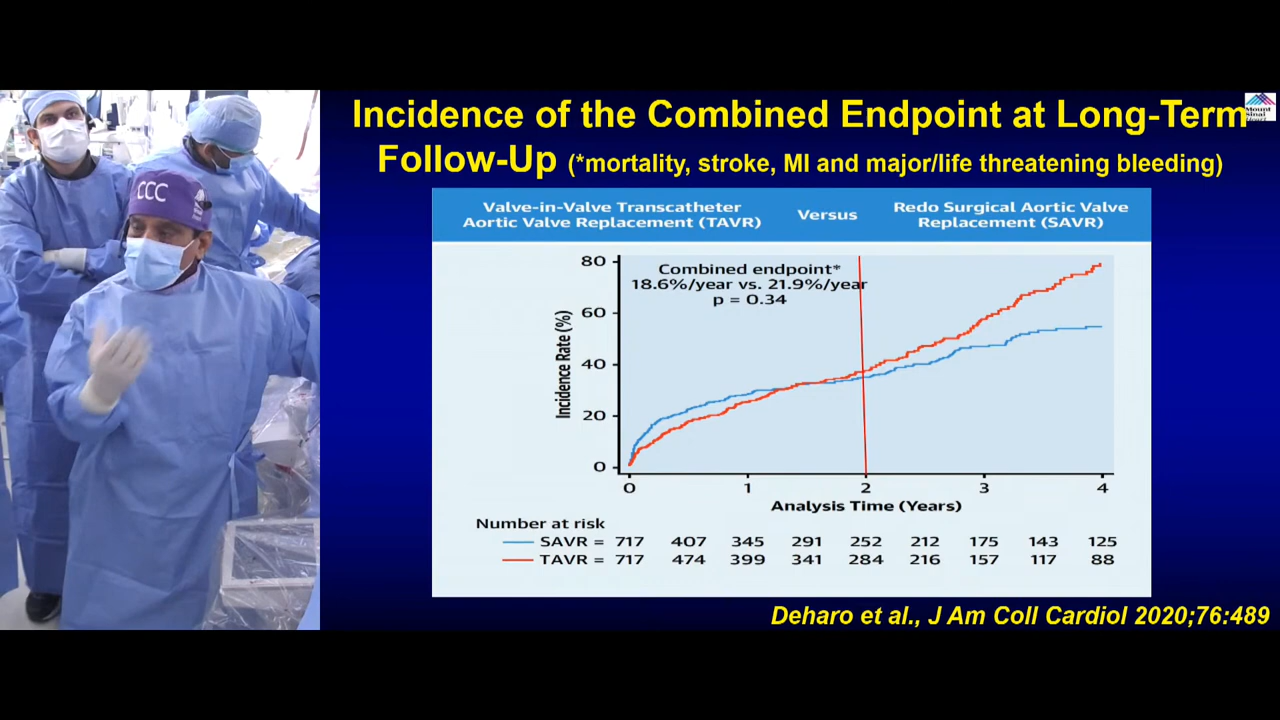 CCC
Incidence of the Combined Endpoint at Long-Term
Mount
Sinai
Heart
Follow-Up (*mortality, stroke, MI and major/life threatening bleeding)
Valve-in-Valve Transcatheter
Aortic Valve Replacement (TAVR)
Versus
Redo Surgical Aortic Valve
Replacement (SAVR)
Combined endpoint*
18.6%/year vs. 21.9%/year
p = 0.34
Incidence Rate (%)
80
60
40
20
0
0 1 2 3 4
Analysis Time (Years)
Number at risk
SAVR = 717 407 345 291 252 212 175 143 125
TAVR = 717 474 399 341 284 216 157 117 88
Deharo et al., J Am Coll Cardiol 2020;76:489